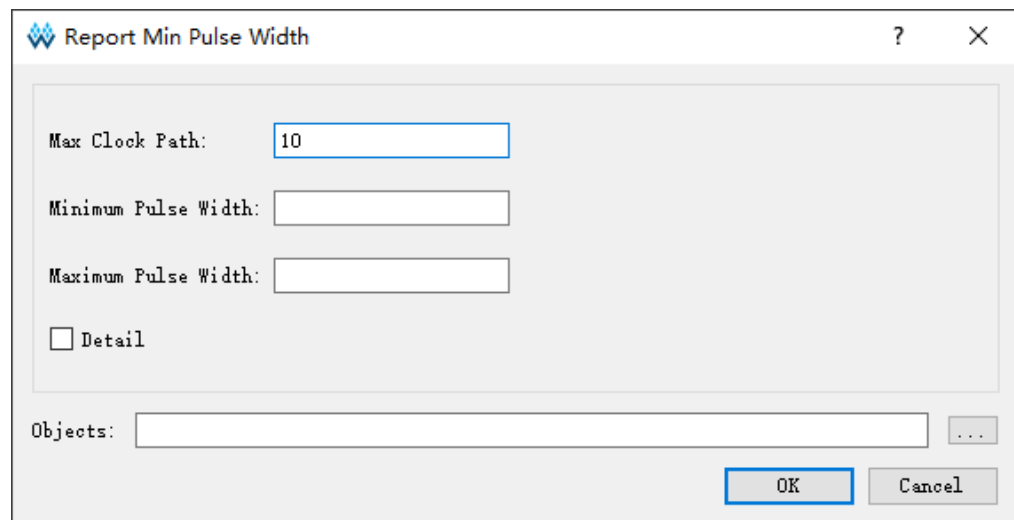 Report Min Pulse Width ?
Max Clock Path: 10
Minimum Pulse Width:
Maximum Pulse Width:
Detail
Objects: ...
OK Cancel